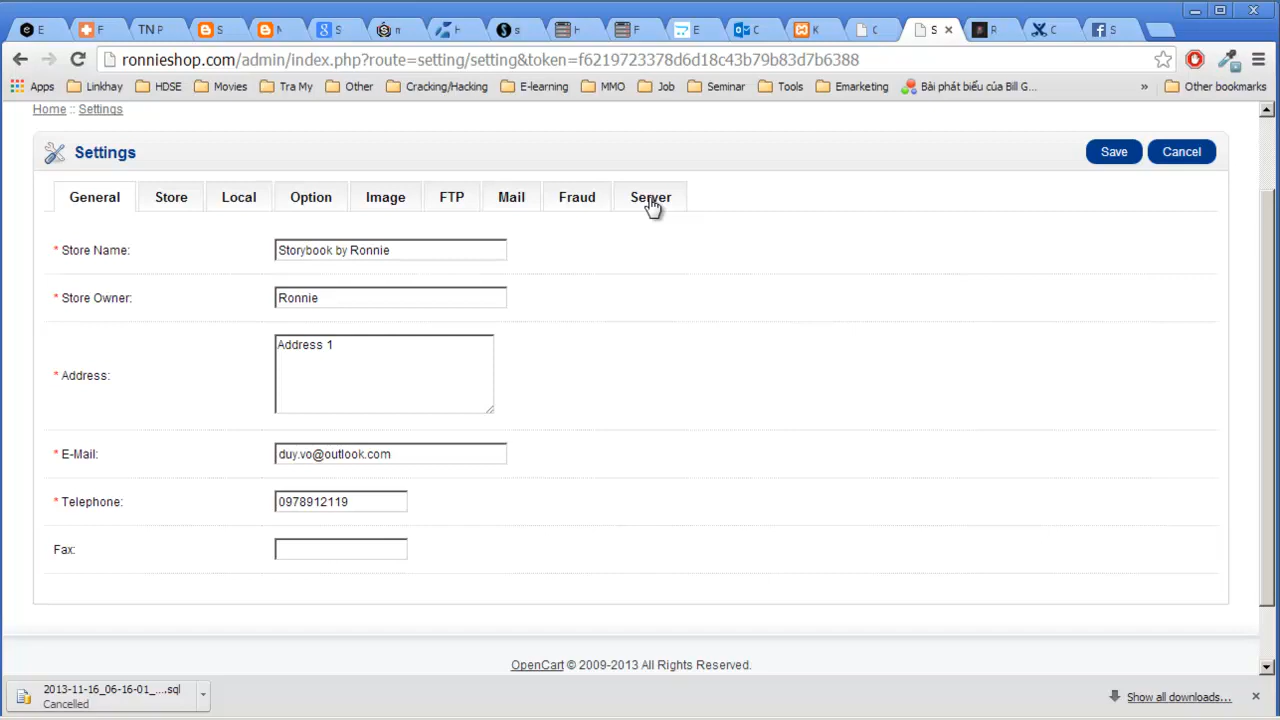 E
F
TN P
S
M
S
m
H
s
H
F
E
C
K
C
S
R
C
S
ronnieshop.com/admin/index.php?route=setting/setting&token=f6219723378d6d18c43b79b83d7b6388
Apps Linkhay HDSE Movies Tra My Other Cracking/Hacking E-learning MMO Job Seminar Tools Emarketing Bài phát biểu của Bill G... » Other bookmarks
Home :: Settings
Settings
Save Cancel
General Store Local Option Image FTP Mail Fraud Server
* Store Name: Storybook by Ronnie
* Store Owner: Ronnie
* Address: Address 1
* E-Mail: duy.vo@outlook.com
* Telephone: 0978912119
Fax:
OpenCart © 2009-2013 All Rights Reserved.
2013-11-16_06-16-01_....sql
Cancelled
Show all downloads...